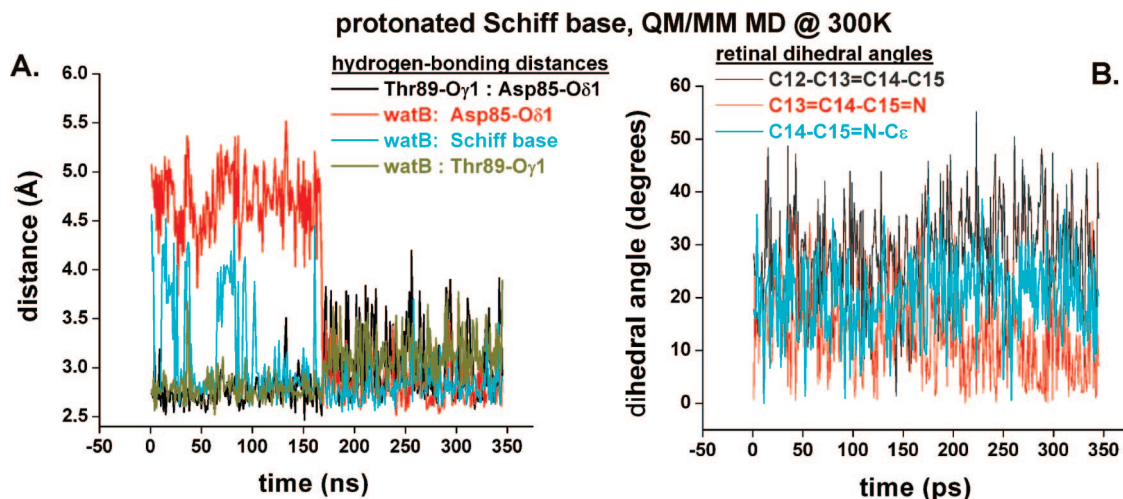 protonated Schiff base, QM/MM MD @ 300K
A.
hydrogen-bonding distances
Thr89-Oγ1 : Asp85-Oδ1
watB: Asp85-Oδ1
watB: Schiff base
watB : Thr89-Oγ1
distance (Å)
6.0
5.5
5.0
4.5
4.0
3.5
3.0
2.5
-50 0 50 100 150 200 250 300 350
time (ns)
B.
retinal dihedral angles
C12-C13=C14-C15
C13=C14-C15=N
C14-C15=N-Cε
dihedral angle (degrees)
60
50
40
30
20
10
0
-50 0 50 100 150 200 250 300 350
time (ps)